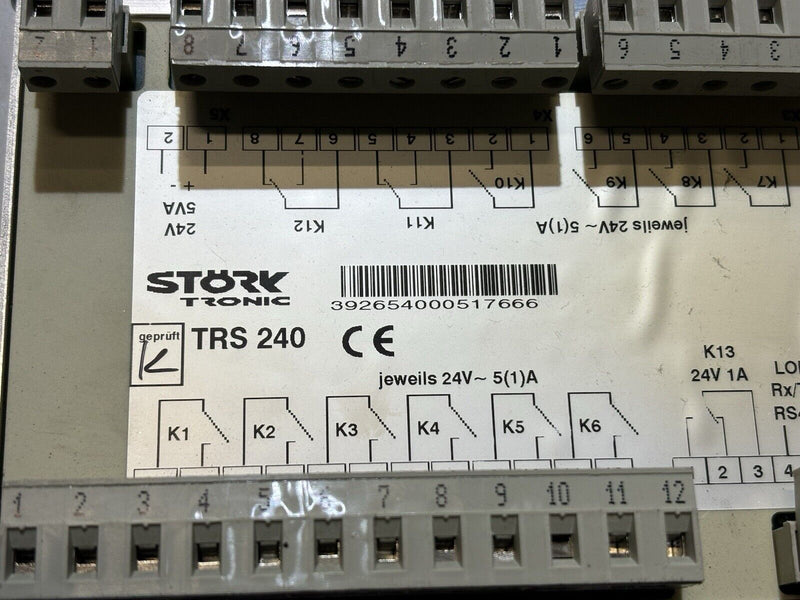 2 1 8 7 6 5 4 3 2 1 6 5 4 3
X5 X4 X3
2 1 8 7 6 5 4 3 2 1 6 5 4 3 2 1
- + K10 K9 K8 K7
5VA K12 K11
24V jeweils 24V~ 5(1)A
STÖRK
TRONIC
392654000517666
geprüft
TRS 240 CE
K13
jeweils 24V~ 5(1)A 24V 1A
K1 K2 K3 K4 K5 K6
2 3 4
1 2 3 4 5 6 7 8 9 10 11 12